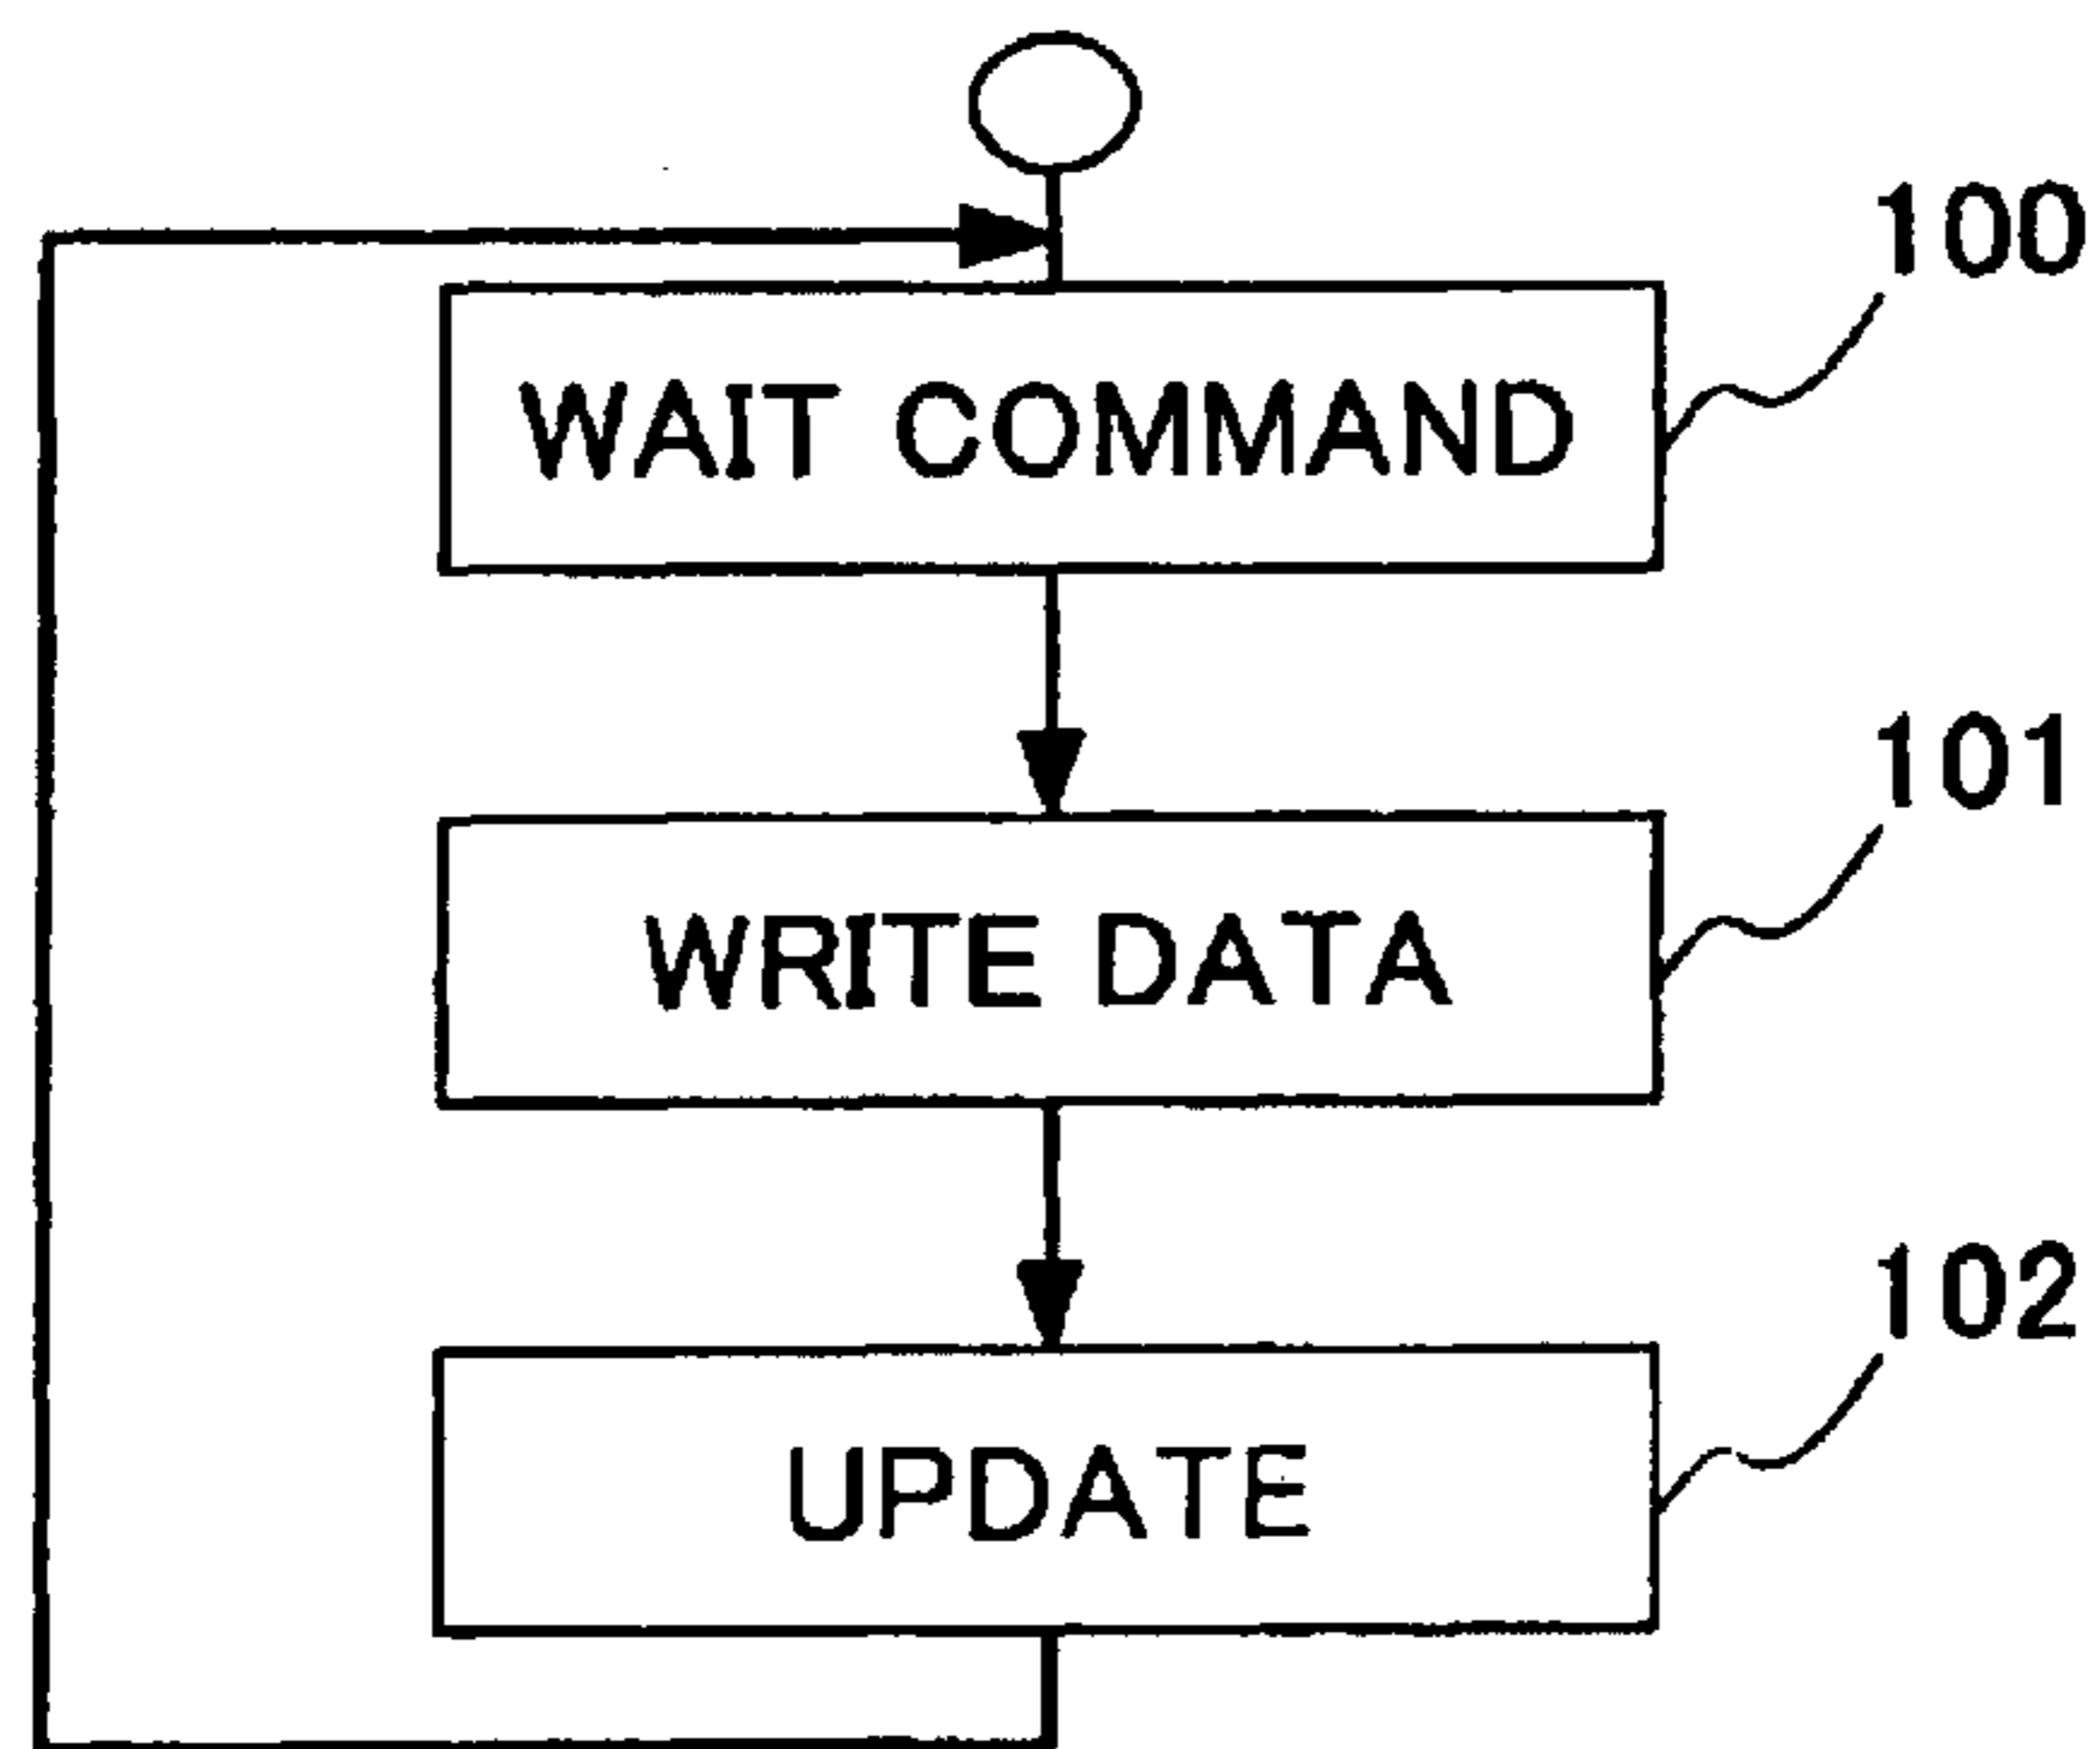 100
WAIT COMMAND
101
WRITE DATA
102
UPDATE